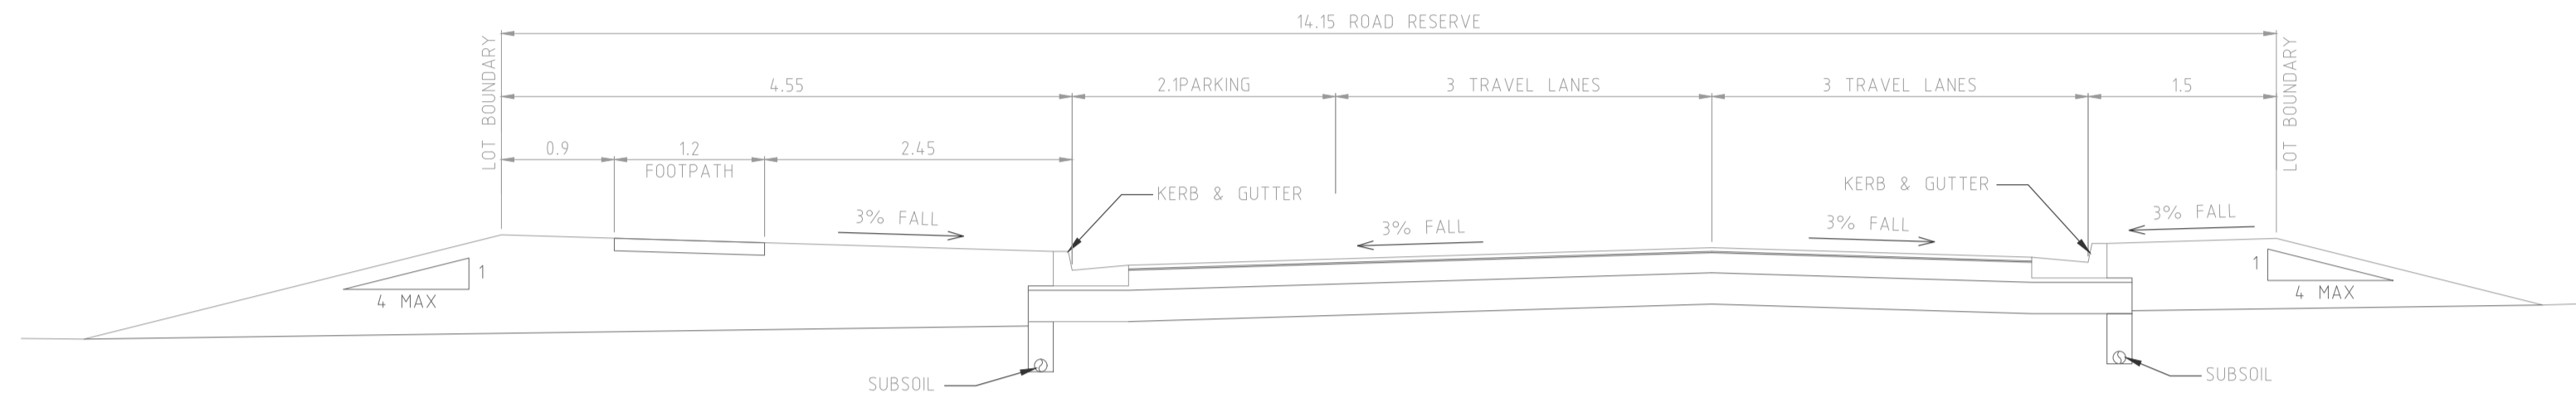 14.15 ROAD RESERVE
LOT BOUNDARY
LOT BOUNDARY
4.55
2.1PARKING
3 TRAVEL LANES
3 TRAVEL LANES
1.5
0.9
1.2
FOOTPATH
2.45
KERB & GUTTER
KERB & GUTTER
3% FALL
3% FALL
3% FALL
3% FALL
1
4 MAX
1
4 MAX
SUBSOIL
SUBSOIL